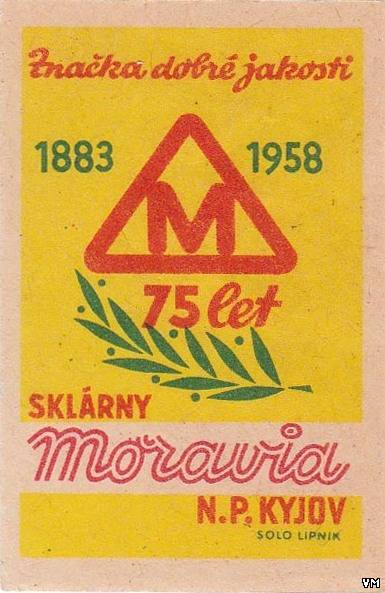 Značka dobré jakosti
1883 1958
M
75 let
SKLÁRNY
Moravia
N.P. KYJOV
SOLO LIPNÍK
VM